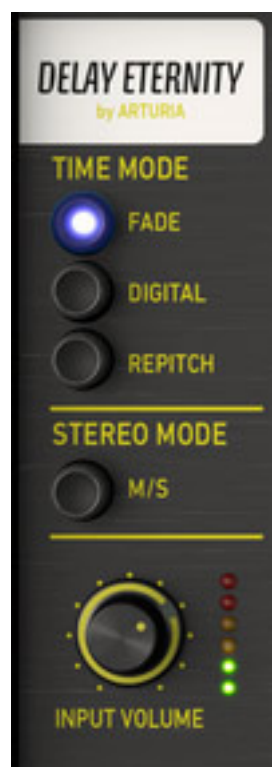 DELAY ETERNITY
by ARTURIA
TIME MODE
FADE
DIGITAL
REPITCH
STEREO MODE
M/S
INPUT VOLUME